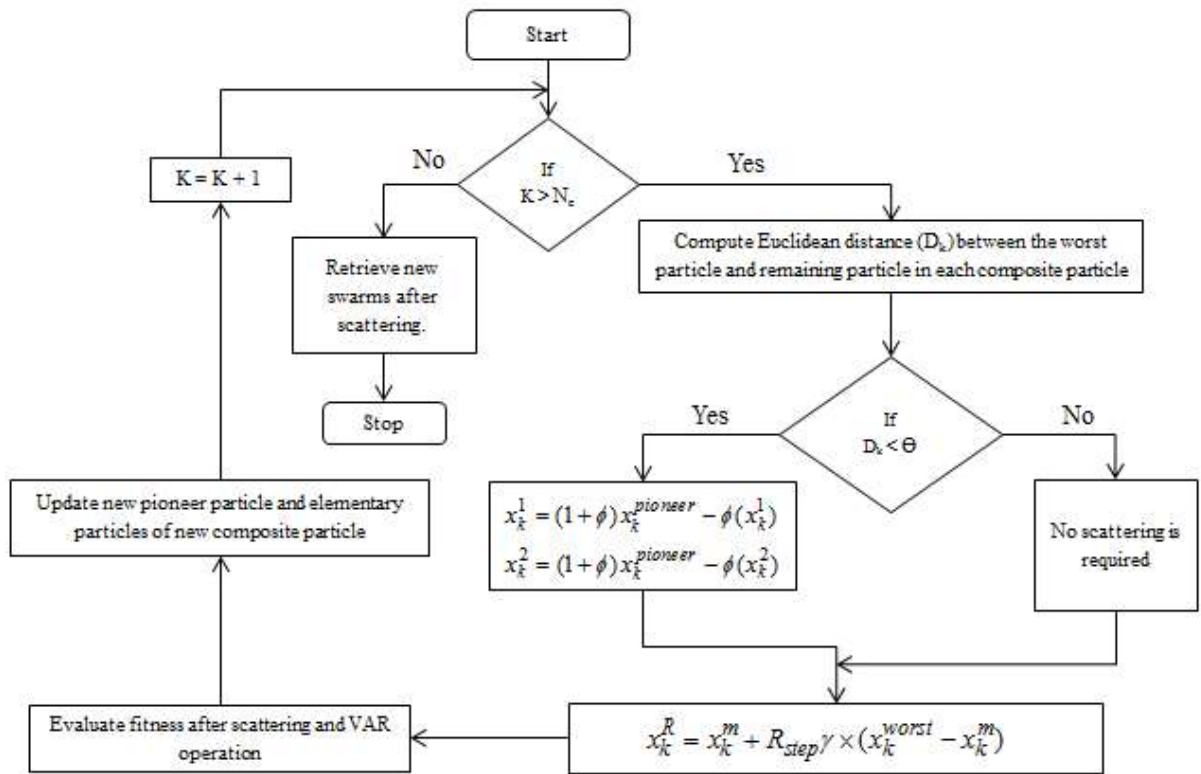 Start
No
If
K > N_c
Yes
K = K + 1
Retrieve new
swarms after
scattering.
Compute Euclidean distance (D_k) between the worst
particle and remaining particle in each composite particle
Stop
Yes
If
D_k < Θ
No
Update new pioneer particle and elementary
particles of new composite particle
x_k^1 = (1 + ϕ) x_k^{pioneer} − ϕ(x_k^1)
x_k^2 = (1 + ϕ) x_k^{pioneer} − ϕ(x_k^2)
No scattering is
required
Evaluate fitness after scattering and VAR
operation
x_k^R = x_k^m + R_{step} γ × (x_k^{worst} − x_k^m)